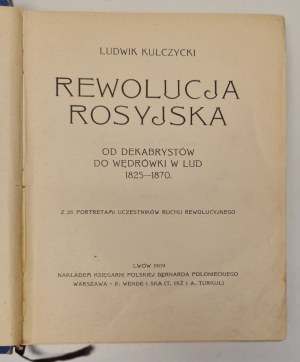 LUDWIK KULCZYCKI
REWOLUCJA
ROSYJSKA
OD DEKABRYSTÓW
DO WĘDRÓWKI W LUD
1825—1870.
Z 26 PORTRETAMI UCZESTNIKÓW RUCHU REWOLUCYJNEGO
LWÓW 1909
NAKŁADEM KSIĘGARNI POLSKIEJ BERNARDA POŁONIECKIEGO
WARSZAWA - E. WENDE I SKA (T. HIŻ I A. TURKUŁ)